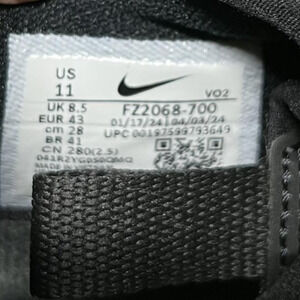 US
11
VO2
UK 8.5
FZ2068-700
EUR 43
01/17/24 | 04/03/24
cm 28
UPC 00197599793649
BR 41
CN 280(2.5)